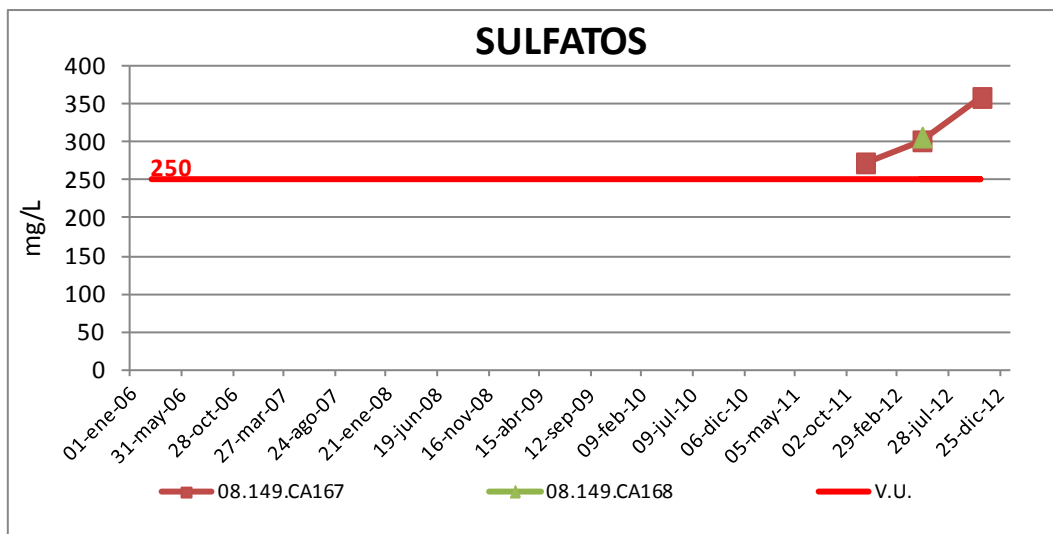 SULFATOS
mg/L
400
350
300
250
200
150
100
50
0
250
01-ene-06
31-may-06
28-oct-06
27-mar-07
24-ago-07
21-ene-08
19-jun-08
16-nov-08
15-abr-09
12-sep-09
09-feb-10
09-jul-10
06-dic-10
05-may-11
02-oct-11
29-feb-12
28-jul-12
25-dic-12
08.149.CA167
08.149.CA168
V.U.